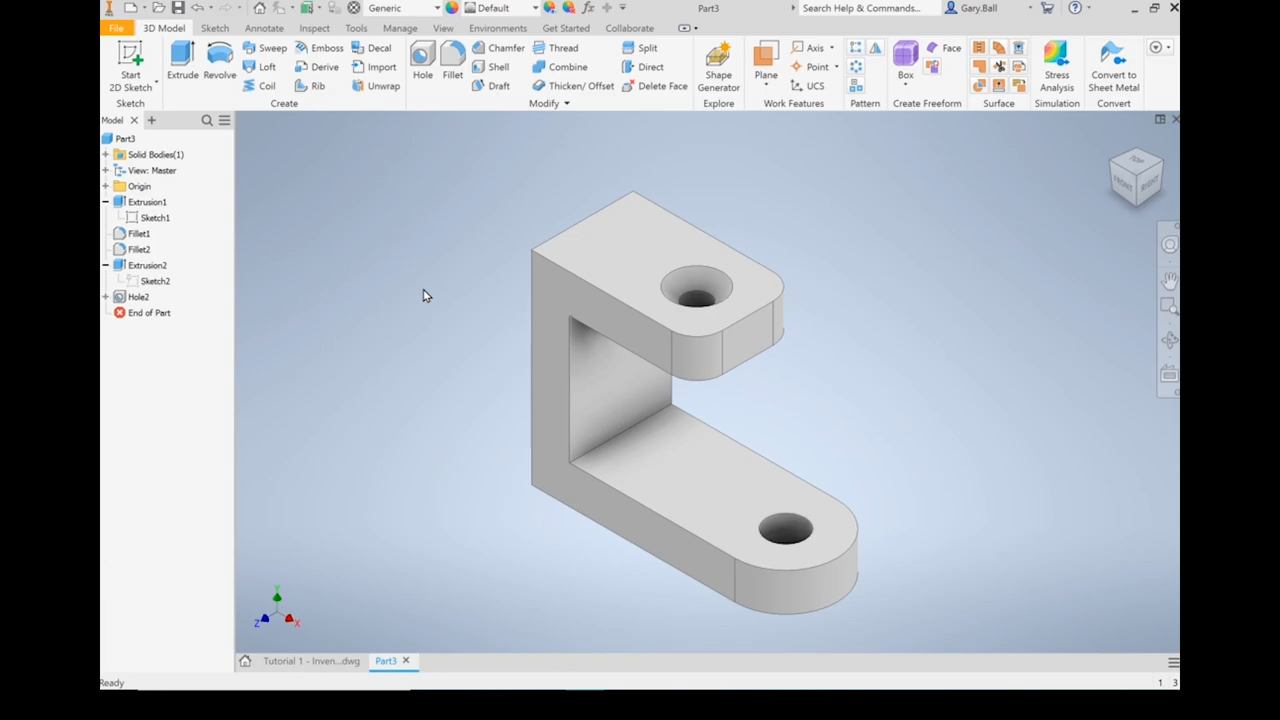 Generic
Default
Part3
Search Help & Commands...
Gary.Ball
File
3D Model
Sketch
Annotate
Inspect
Tools
Manage
View
Environments
Get Started
Collaborate
Start
2D Sketch
Extrude
Revolve
Sweep
Emboss
Decal
Loft
Derive
Import
Coil
Rib
Unwrap
Hole
Fillet
Chamfer
Thread
Split
Shell
Combine
Direct
Draft
Thicken/ Offset
Delete Face
Shape
Generator
Plane
Axis
Point
UCS
Box
Face
Stress
Analysis
Convert to
Sheet Metal
Sketch
Create
Modify
Explore
Work Features
Pattern
Create Freeform
Surface
Simulation
Convert
Model
Part3
Solid Bodies(1)
View: Master
Origin
Extrusion1
Sketch1
Fillet1
Fillet2
Extrusion2
Sketch2
Hole2
End of Part
TOP
FRONT
RIGHT
Y
Z
X
Tutorial 1 - Inven...dwg
Part3
Ready
1 3